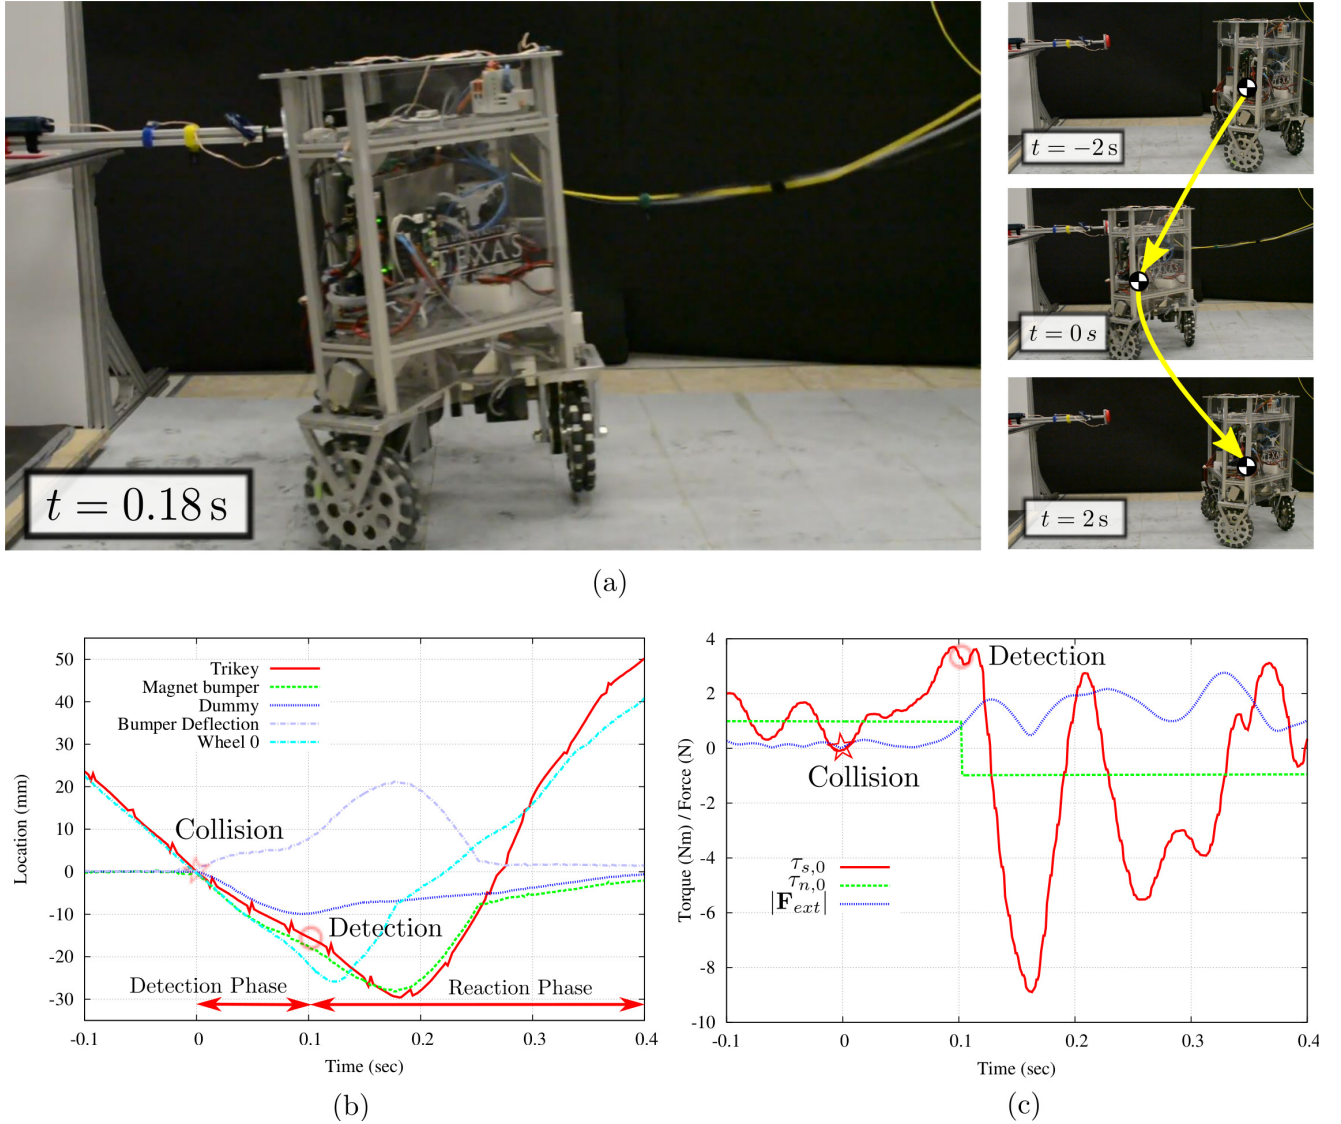 TEXAS
t = 0.18 s
t = −2 s
t = 0 s
t = 2 s
(a)
50
40
30
20
10
0
-10
-20
-30
Location (mm)
Trikey
Magnet bumper
Dummy
Bumper Deflection
Wheel 0
Collision
Detection
Detection Phase
Reaction Phase
-0.1 0 0.1 0.2 0.3 0.4
Time (sec)
(b)
4
2
0
-2
-4
-6
-8
-10
Torque (Nm) / Force (N)
Detection
Collision
τs,0
τn,0
|Fext|
-0.1 0 0.1 0.2 0.3 0.4
Time (sec)
(c)